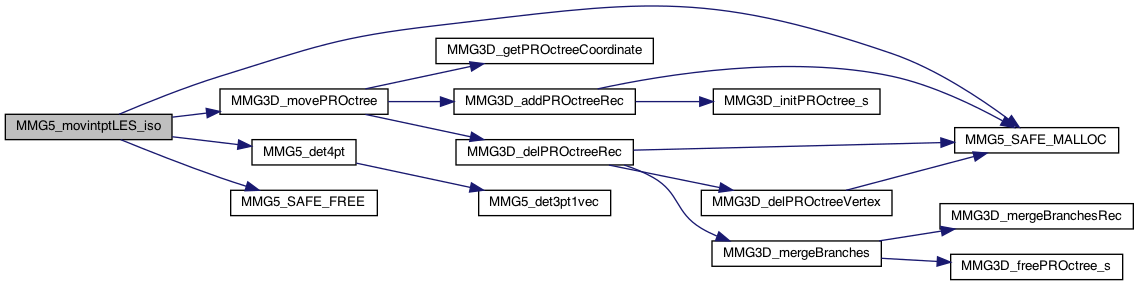 MMG5_movintptLES_iso
MMG3D_movePROctree
MMG5_det4pt
MMG5_SAFE_FREE
MMG3D_getPROctreeCoordinate
MMG3D_addPROctreeRec
MMG3D_delPROctreeRec
MMG5_det3pt1vec
MMG3D_initPROctree_s
MMG3D_delPROctreeVertex
MMG3D_mergeBranches
MMG5_SAFE_MALLOC
MMG3D_mergeBranchesRec
MMG3D_freePROctree_s